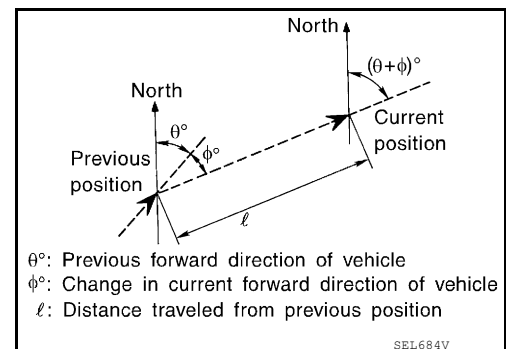 North
(θ+ϕ)°
North
θ°
ϕ°
Current
position
Previous
position
ℓ
θ°: Previous forward direction of vehicle
ϕ°: Change in current forward direction of vehicle
ℓ: Distance traveled from previous position
SEL684V